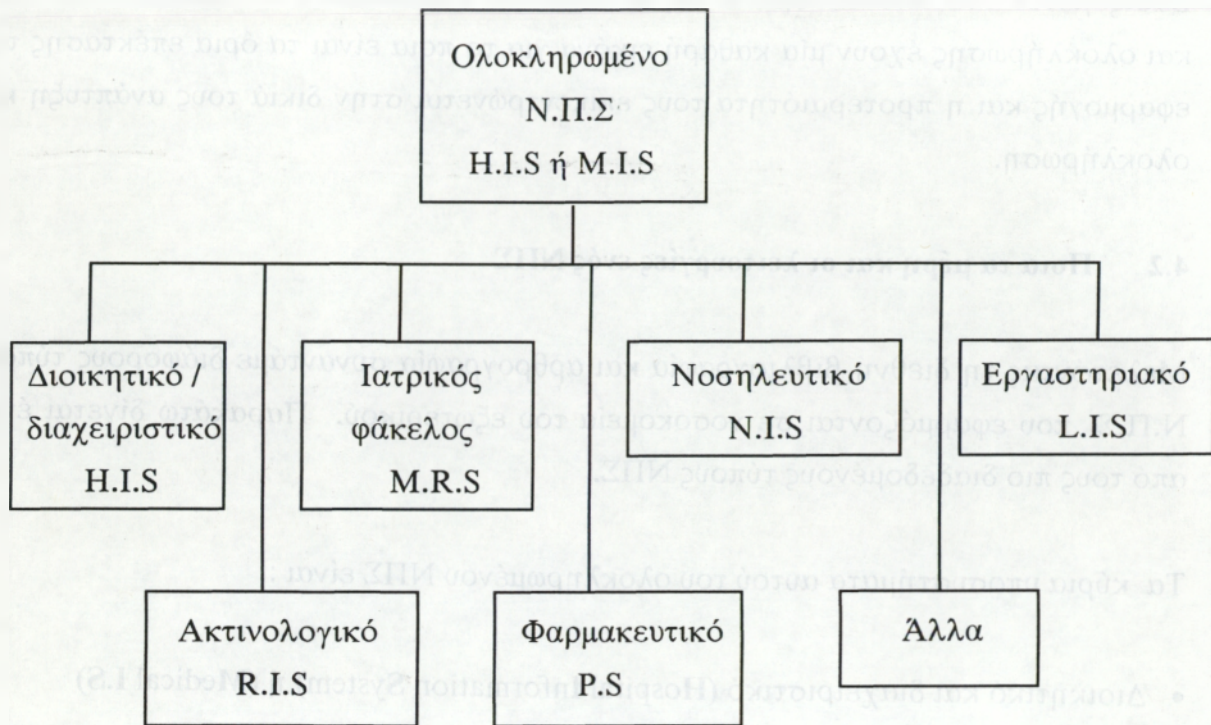 Ολοκληρωμένο
Ν.Π.Σ
H.I.S ή M.I.S
Διοικητικό /
διαχειριστικό
H.I.S
Ιατρικός
φάκελος
M.R.S
Νοσηλευτικό
N.I.S
Εργαστηριακό
L.I.S
Ακτινολογικό
R.I.S
Φαρμακευτικό
P.S
Άλλα